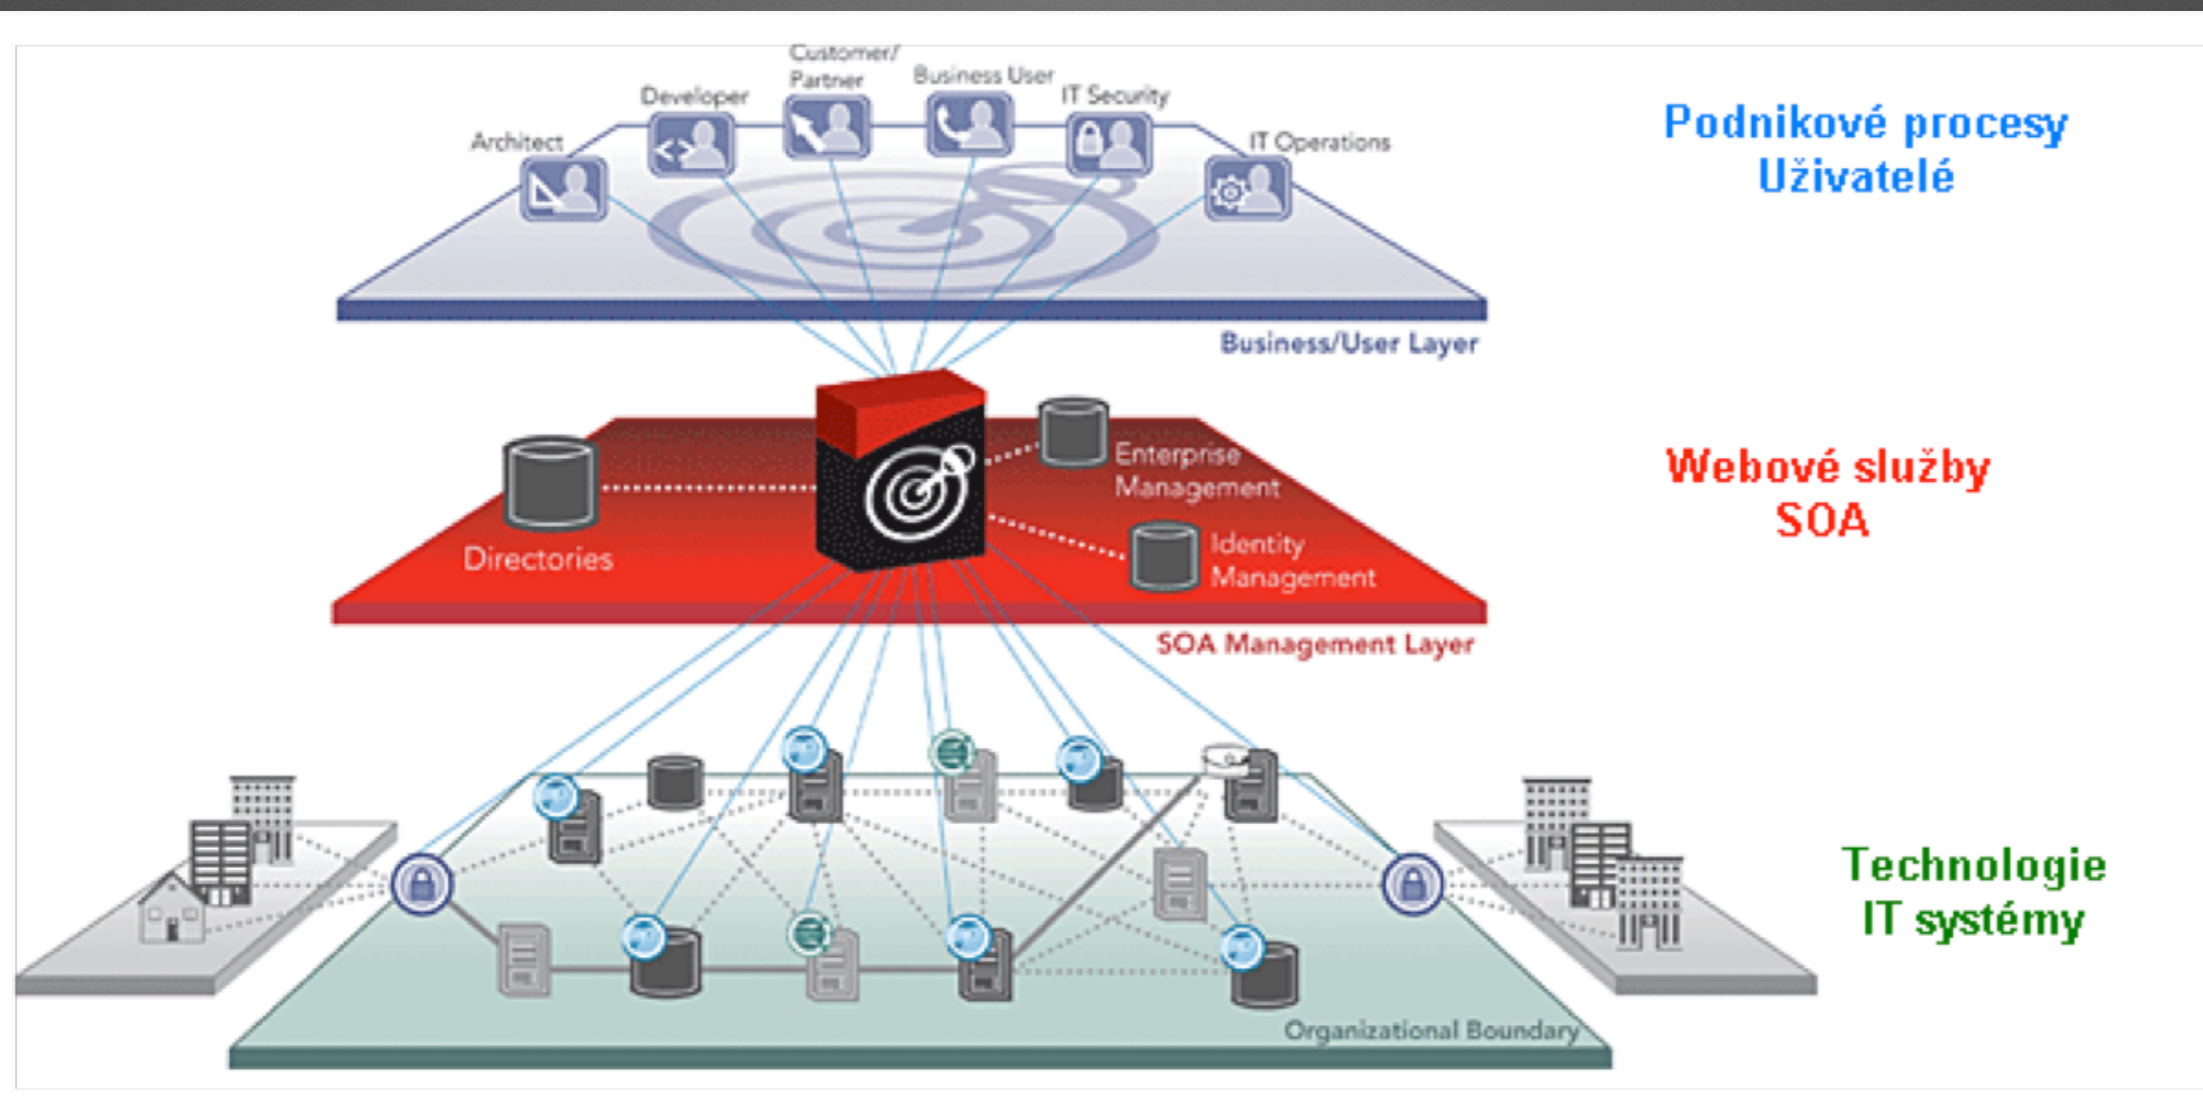 Customer/
Partner
Business User
Developer
IT Security
Architect
IT Operations
Podnikové procesy
Uživatelé
Business/User Layer
Enterprise
Management
Directories
Identity
Management
Webové služby
SOA
SOA Management Layer
Technologie
IT systémy
Organizational Boundary